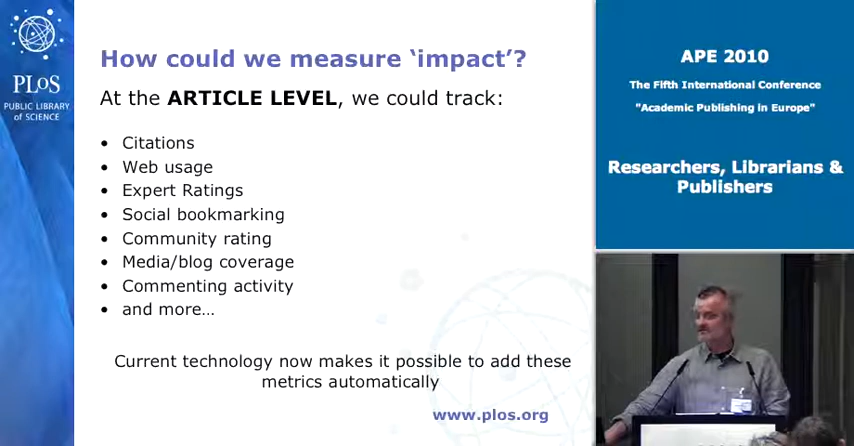 PLoS
PUBLIC LIBRARY
of SCIENCE
How could we measure ‘impact’?
At the ARTICLE LEVEL, we could track:
• Citations
• Web usage
• Expert Ratings
• Social bookmarking
• Community rating
• Media/blog coverage
• Commenting activity
• and more…
Current technology now makes it possible to add these
metrics automatically
www.plos.org
APE 2010
The Fifth International Conference
"Academic Publishing in Europe"
Researchers, Librarians &
Publishers